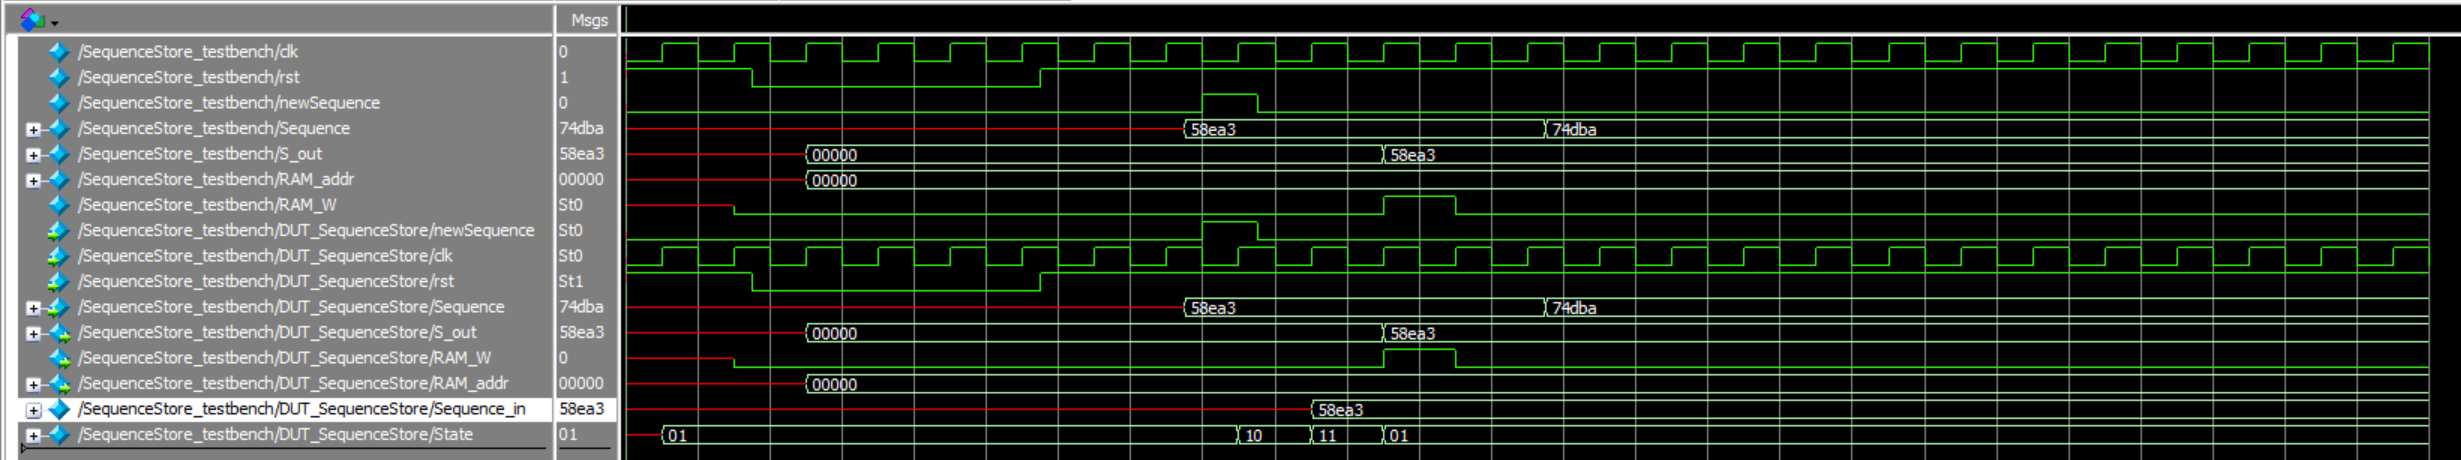 Msgs
/SequenceStore_testbench/clk 0
/SequenceStore_testbench/rst 1
/SequenceStore_testbench/newSequence 0
/SequenceStore_testbench/Sequence 74dba 58ea3 74dba
/SequenceStore_testbench/S_out 58ea3 00000 58ea3
/SequenceStore_testbench/RAM_addr 00000 00000
/SequenceStore_testbench/RAM_W St0
/SequenceStore_testbench/DUT_SequenceStore/newSequence St0
/SequenceStore_testbench/DUT_SequenceStore/clk St0
/SequenceStore_testbench/DUT_SequenceStore/rst St1
/SequenceStore_testbench/DUT_SequenceStore/Sequence 74dba 58ea3 74dba
/SequenceStore_testbench/DUT_SequenceStore/S_out 58ea3 00000 58ea3
/SequenceStore_testbench/DUT_SequenceStore/RAM_W 0
/SequenceStore_testbench/DUT_SequenceStore/RAM_addr 00000 00000
/SequenceStore_testbench/DUT_SequenceStore/Sequence_in 58ea3 58ea3
/SequenceStore_testbench/DUT_SequenceStore/State 01 01 10 11 01